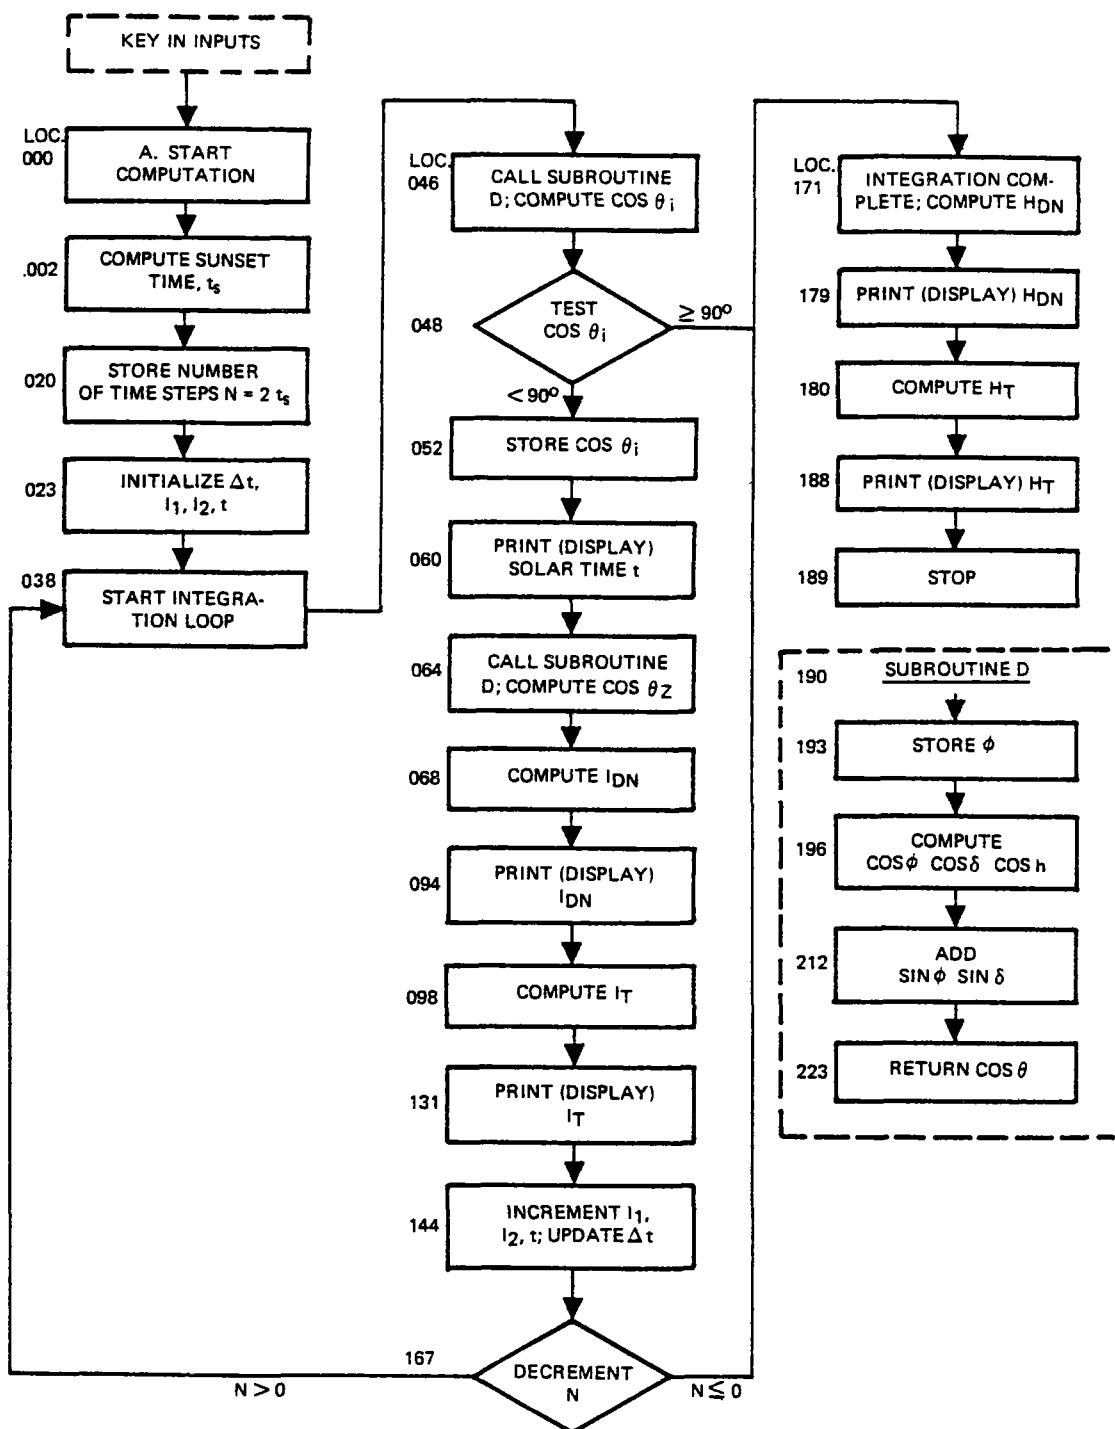 KEY IN INPUTS
LOC.
000
A. START
COMPUTATION
.002
COMPUTE SUNSET
TIME, tₛ
020
STORE NUMBER
OF TIME STEPS N = 2 tₛ
023
INITIALIZE Δt,
I₁, I₂, t
038
START INTEGRA-
TION LOOP
LOC.
046
CALL SUBROUTINE
D; COMPUTE COS θᵢ
048
TEST
COS θᵢ
≥ 90°
< 90°
052
STORE COS θᵢ
060
PRINT (DISPLAY)
SOLAR TIME t
064
CALL SUBROUTINE
D; COMPUTE COS θZ
068
COMPUTE IDN
094
PRINT (DISPLAY)
IDN
098
COMPUTE IT
131
PRINT (DISPLAY)
IT
144
INCREMENT I₁,
I₂, t; UPDATE Δt
167
DECREMENT
N
N > 0
N ≦ 0
LOC.
171
INTEGRATION COM-
PLETE; COMPUTE HDN
179
PRINT (DISPLAY) HDN
180
COMPUTE HT
188
PRINT (DISPLAY) HT
189
STOP
190
SUBROUTINE D
193
STORE ϕ
196
COMPUTE
COS ϕ COS δ COS h
212
ADD
SIN ϕ SIN δ
223
RETURN COS θ